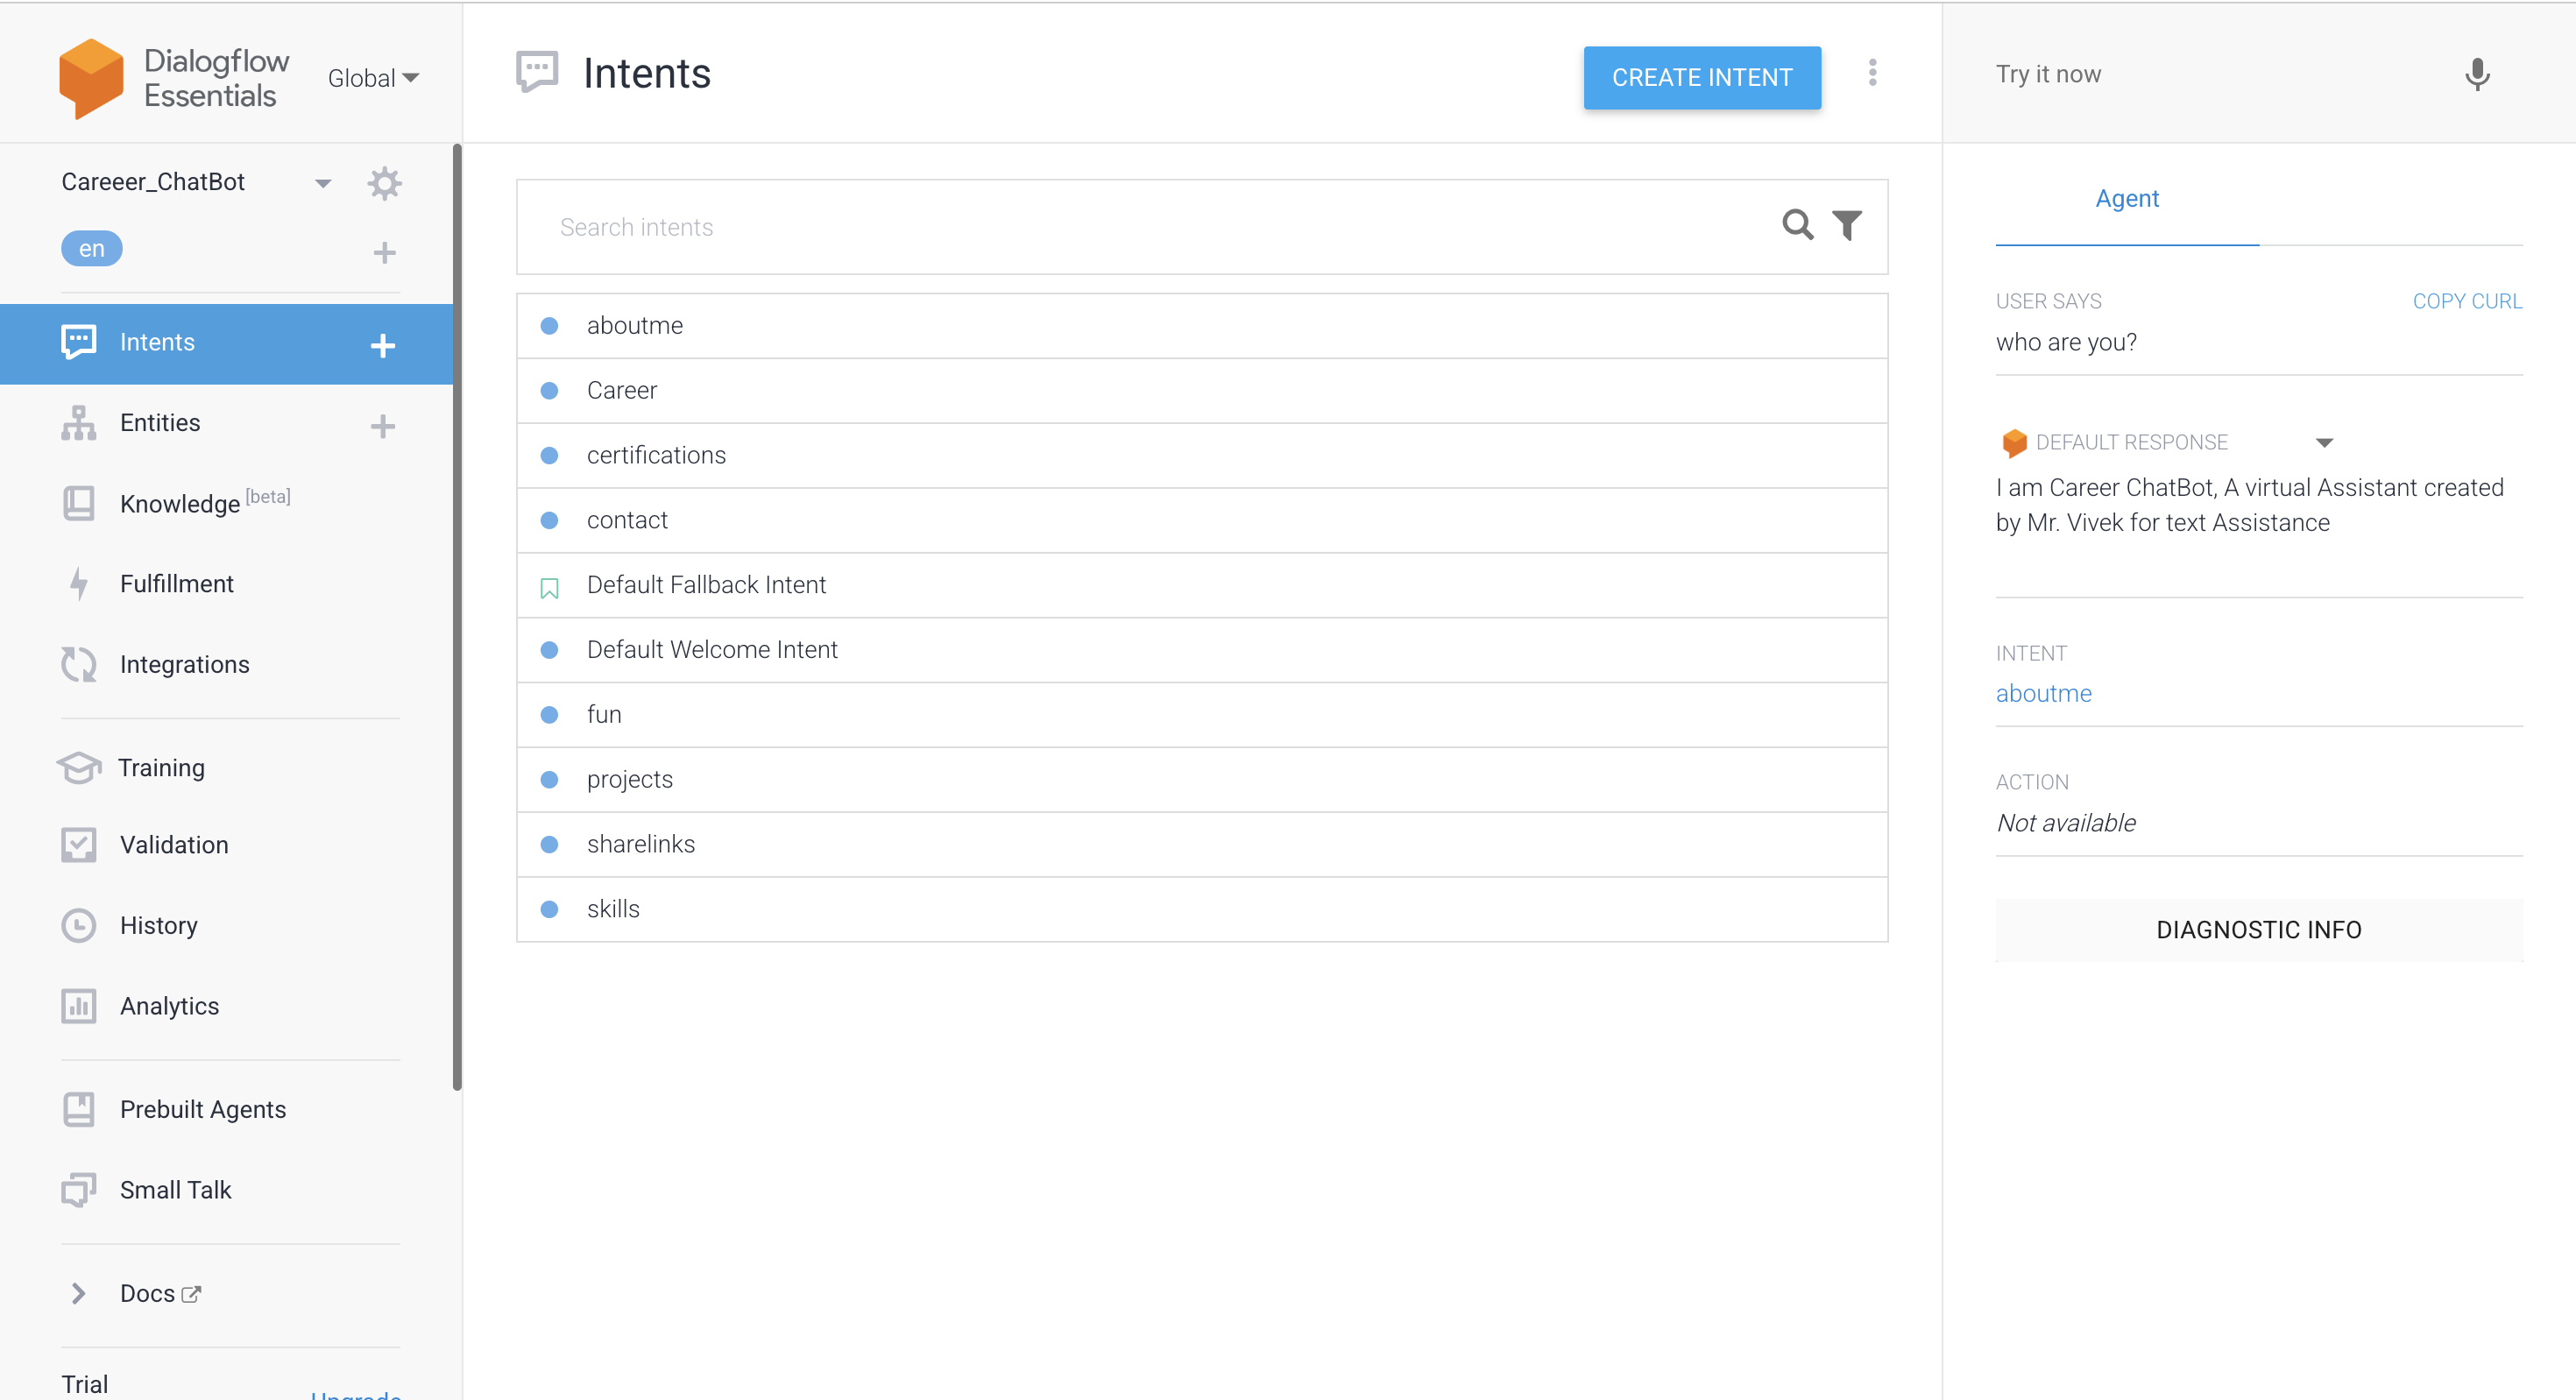 Dialogflow
Essentials
Global
Careeer_ChatBot
en
Intents
Entities
Knowledge [beta]
Fulfillment
Integrations
Training
Validation
History
Analytics
Prebuilt Agents
Small Talk
Docs
Trial
Upgrade
Intents
CREATE INTENT
Search intents
aboutme
Career
certifications
contact
Default Fallback Intent
Default Welcome Intent
fun
projects
sharelinks
skills
Try it now
Agent
USER SAYS
COPY CURL
who are you?
DEFAULT RESPONSE
I am Career ChatBot, A virtual Assistant created
by Mr. Vivek for text Assistance
INTENT
aboutme
ACTION
Not available
DIAGNOSTIC INFO